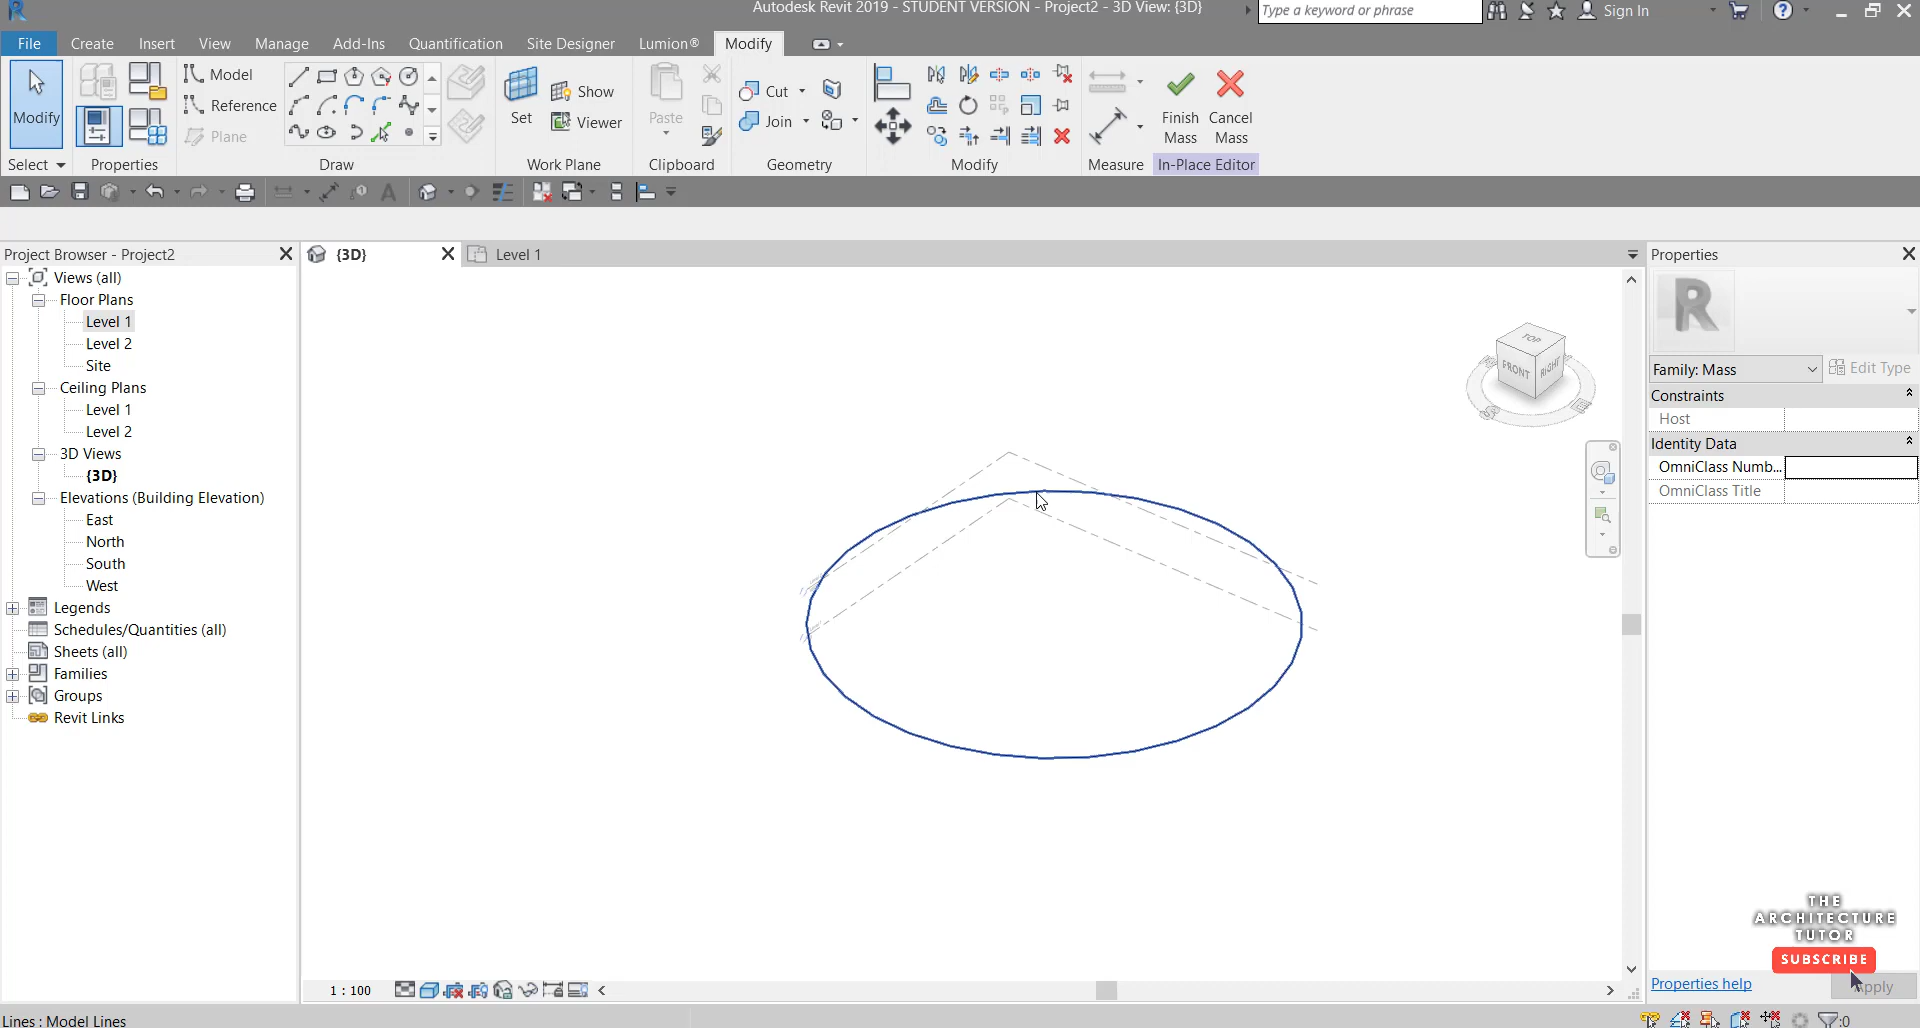 Autodesk Revit 2019 - STUDENT VERSION - Project2 - 3D View: {3D}
Type a keyword or phrase
Sign In
File Create Insert View Manage Add-Ins Quantification Site Designer Lumion® Modify
Modify
Model
Reference
Plane
Set
Show
Viewer
Paste
Cut
Join
Finish Mass
Cancel Mass
Select Properties Draw Work Plane Clipboard Geometry Modify Measure In-Place Editor
Project Browser - Project2
Views (all)
Floor Plans
Level 1
Level 2
Site
Ceiling Plans
Level 1
Level 2
3D Views
{3D}
Elevations (Building Elevation)
East
North
South
West
Legends
Schedules/Quantities (all)
Sheets (all)
Families
Groups
Revit Links
{3D}
Level 1
TOP
FRONT
RIGHT
Properties
Family: Mass
Edit Type
Constraints
Host
Identity Data
OmniClass Numb...
OmniClass Title
THE
ARCHITECTURE
TUTOR
SUBSCRIBE
Properties help
Apply
1 : 100
Lines : Model Lines
:0